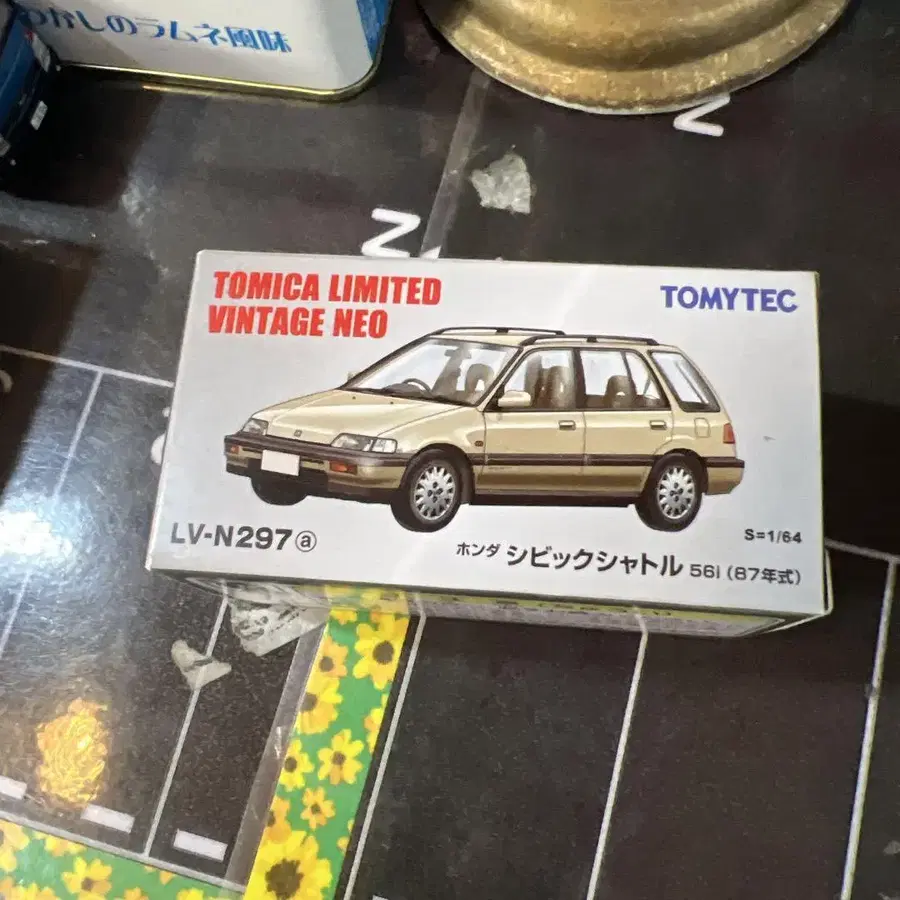 わかしのラムネ風味
N
N
TOMICA LIMITED
VINTAGE NEO
TOMYTEC
S=1/64
LV-N297ⓐ
ホンダ シビックシャトル 56i (87年式)